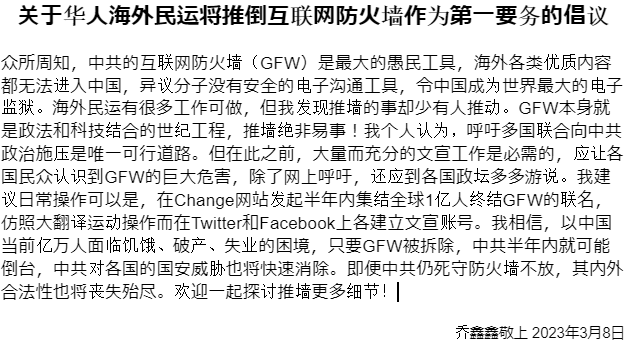 关于华人海外民运将推倒互联网防火墙作为第一要务的倡议
众所周知，中共的互联网防火墙（GFW）是最大的愚民工具，海外各类优质内容
都无法进入中国，异议分子没有安全的电子沟通工具，令中国成为世界最大的电子
监狱。海外民运有很多工作可做，但我发现推墙的事却少有人推动。GFW本身就
是政法和科技结合的世纪工程，推墙绝非易事！我个人认为，呼吁多国联合向中共
政治施压是唯一可行道路。但在此之前，大量而充分的文宣工作是必需的，应让各
国民众认识到GFW的巨大危害，除了网上呼吁，还应到各国政坛多多游说。我建
议日常操作可以是，在Change网站发起半年内集结全球1亿人终结GFW的联名，
仿照大翻译运动操作而在Twitter和Facebook上各建立文宣账号。我相信，以中国
当前亿万人面临饥饿、破产、失业的困境，只要GFW被拆除，中共半年内就可能
倒台，中共对各国的国安威胁也将快速消除。即便中共仍死守防火墙不放，其内外
合法性也将丧失殆尽。欢迎一起探讨推墙更多细节！
乔鑫鑫敬上 2023年3月8日